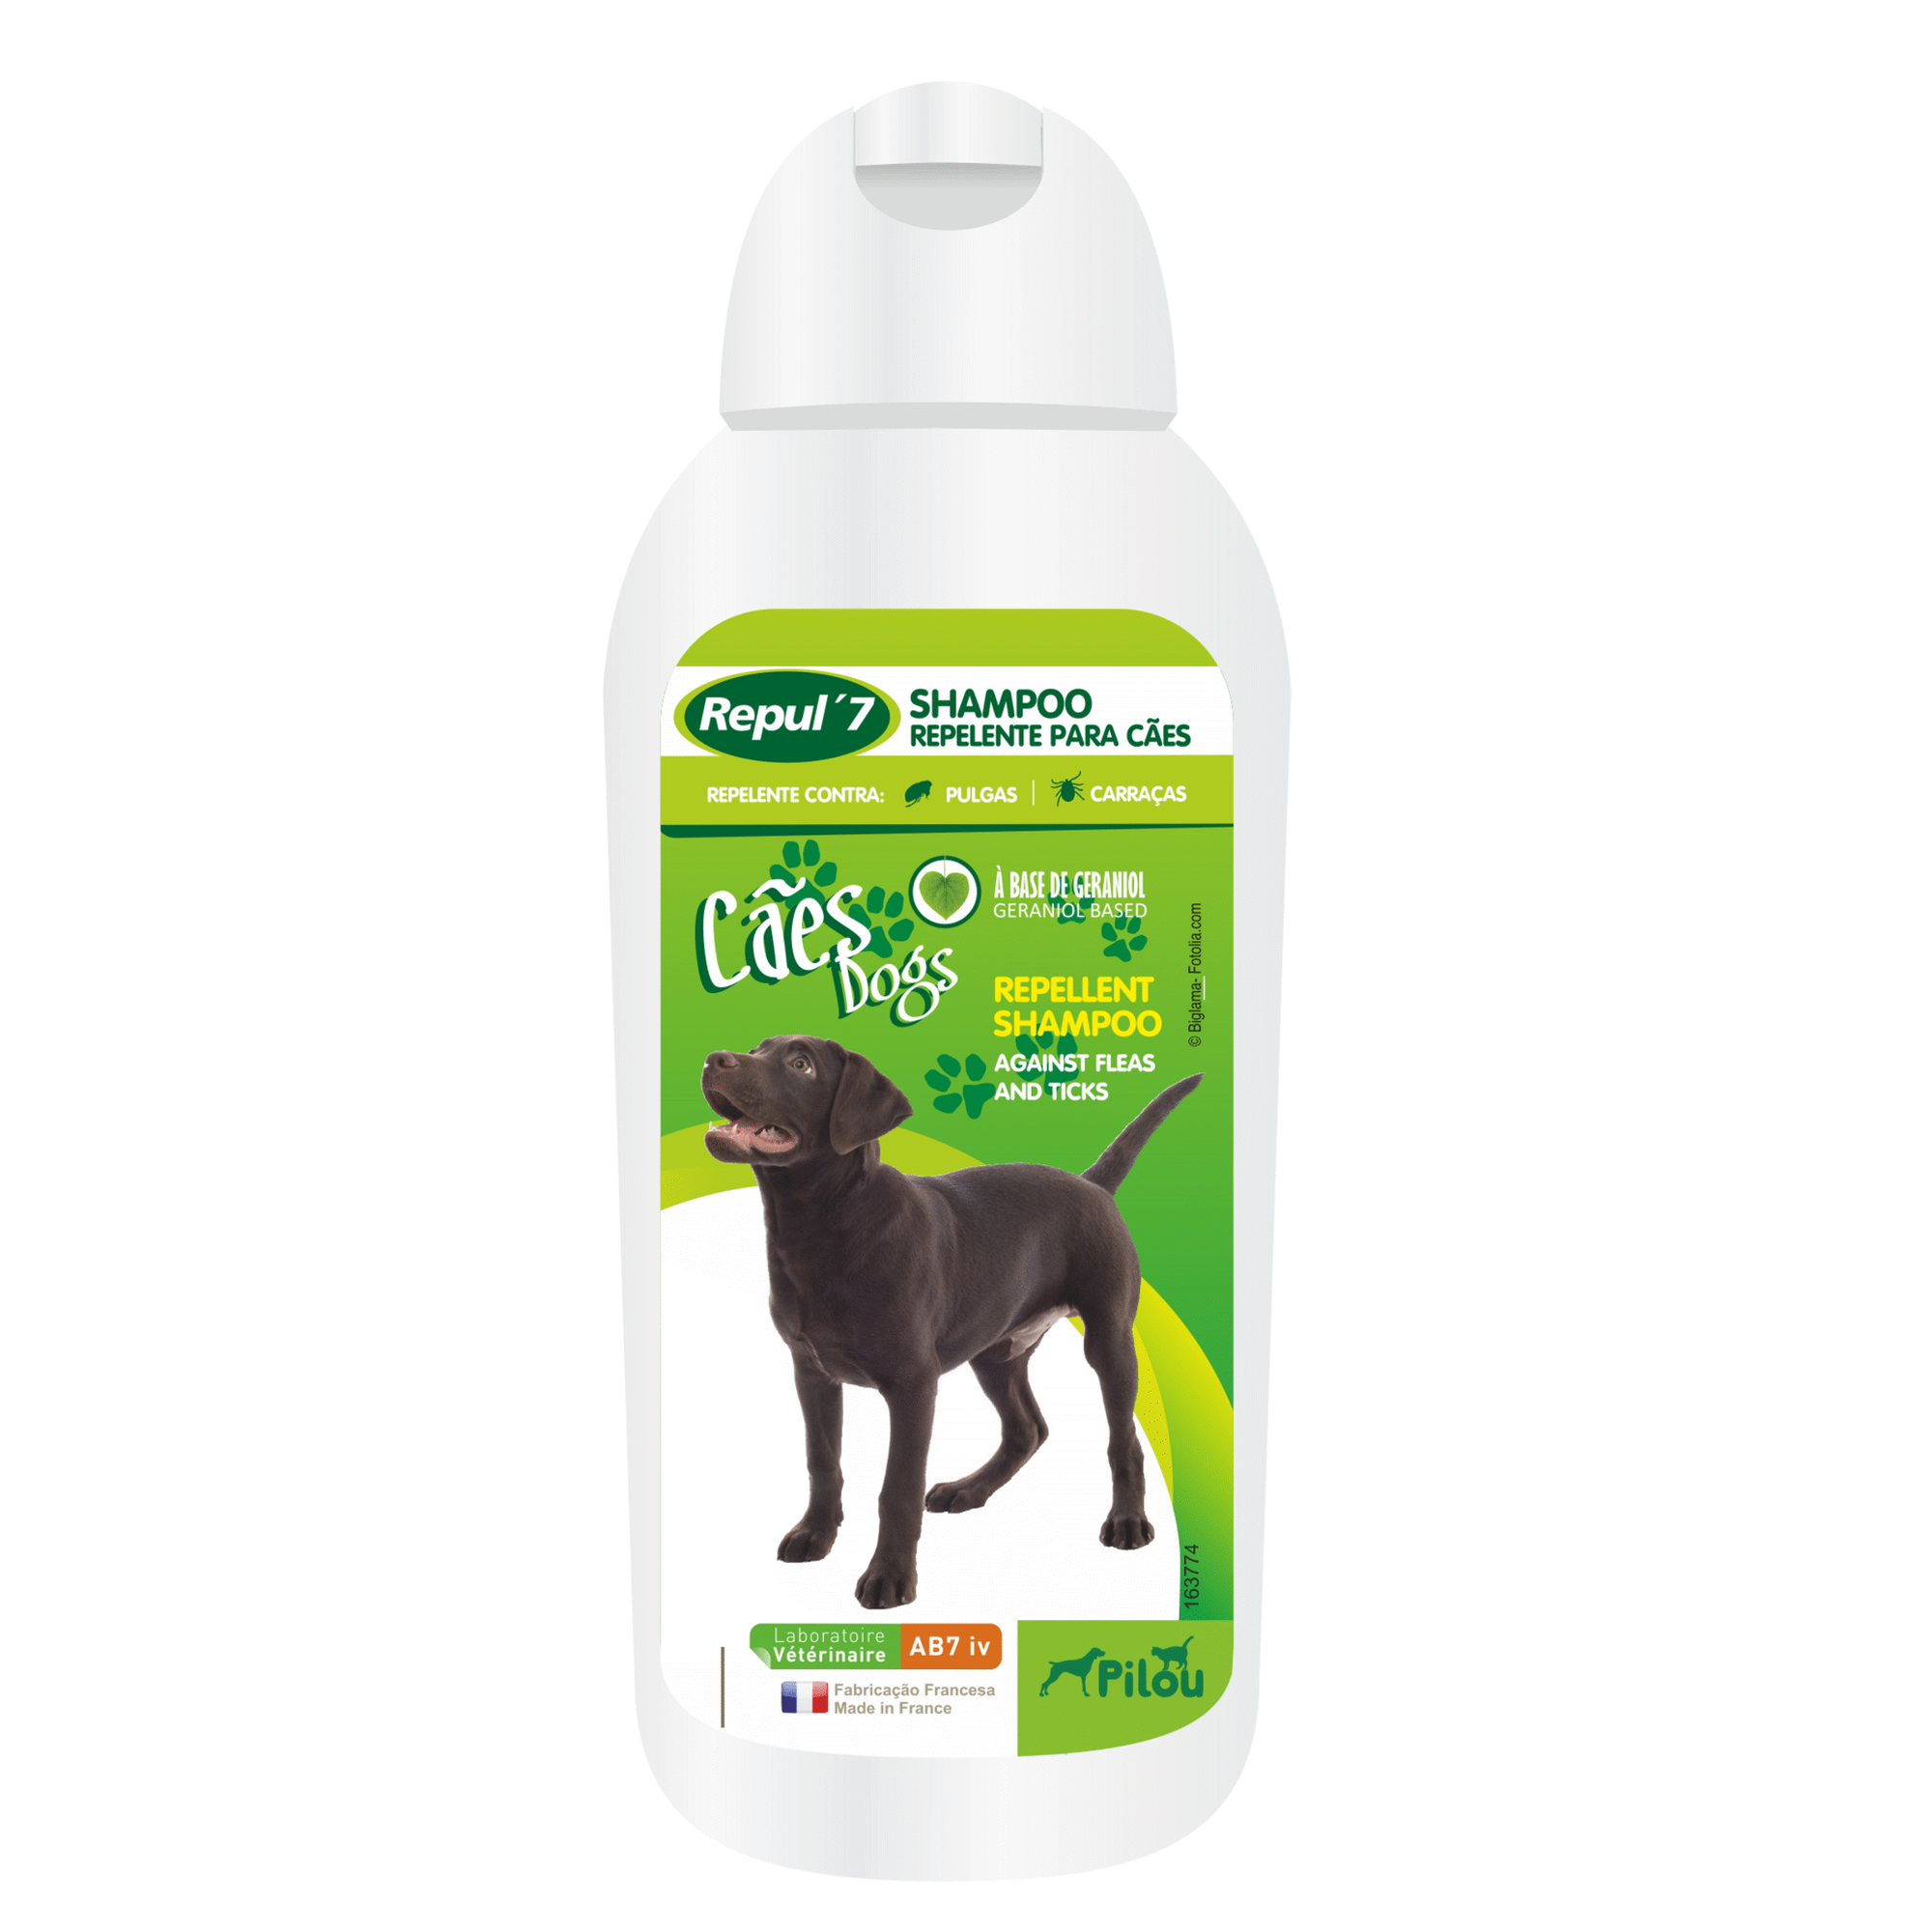 Repul´7
SHAMPOO
REPELENTE PARA CÃES
REPELENTE CONTRA: PULGAS | CARRAÇAS
Cães
Dogs
À BASE DE GERANIOL
GERANIOL BASED
REPELLENT
SHAMPOO
AGAINST FLEAS
AND TICKS
© Biglama- Fotolia.com
163774
Laboratoire
Vétérinaire
AB7 iv
Fabricação Francesa
Made in France
Pilou